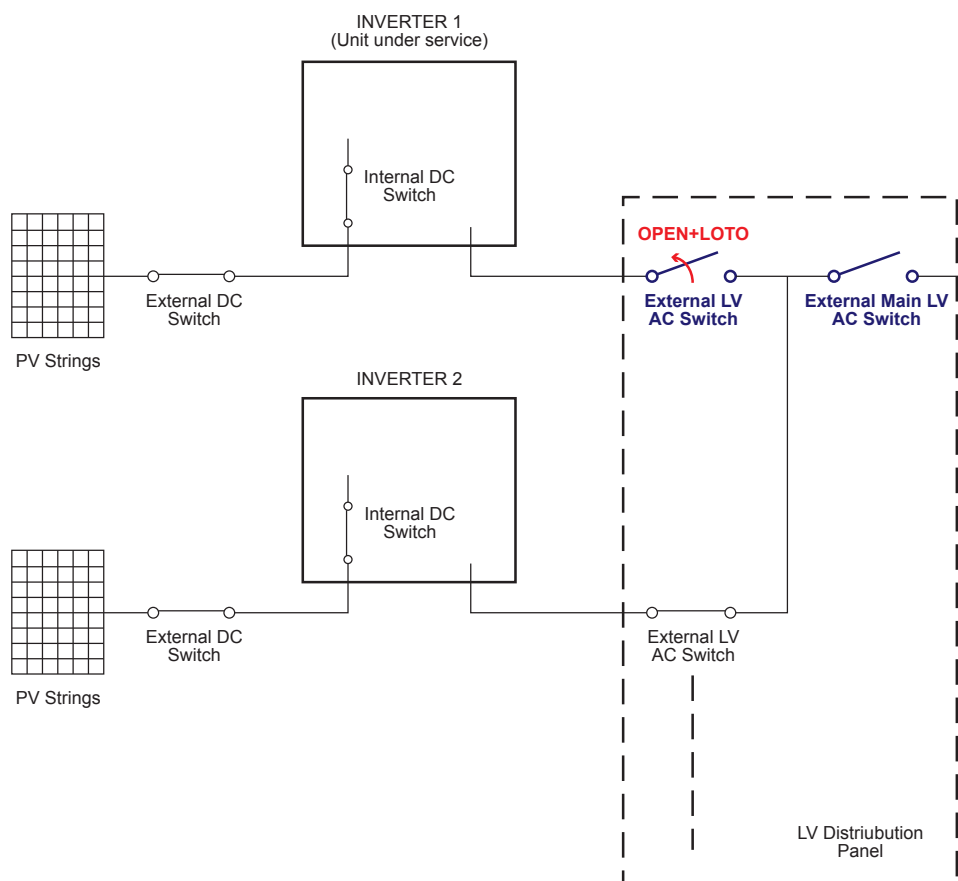 INVERTER 1
(Unit under service)
Internal DC
Switch
OPEN+LOTO
External DC
Switch
External LV
AC Switch
External Main LV
AC Switch
PV Strings
INVERTER 2
Internal DC
Switch
External DC
Switch
External LV
AC Switch
PV Strings
LV Distriubution
Panel